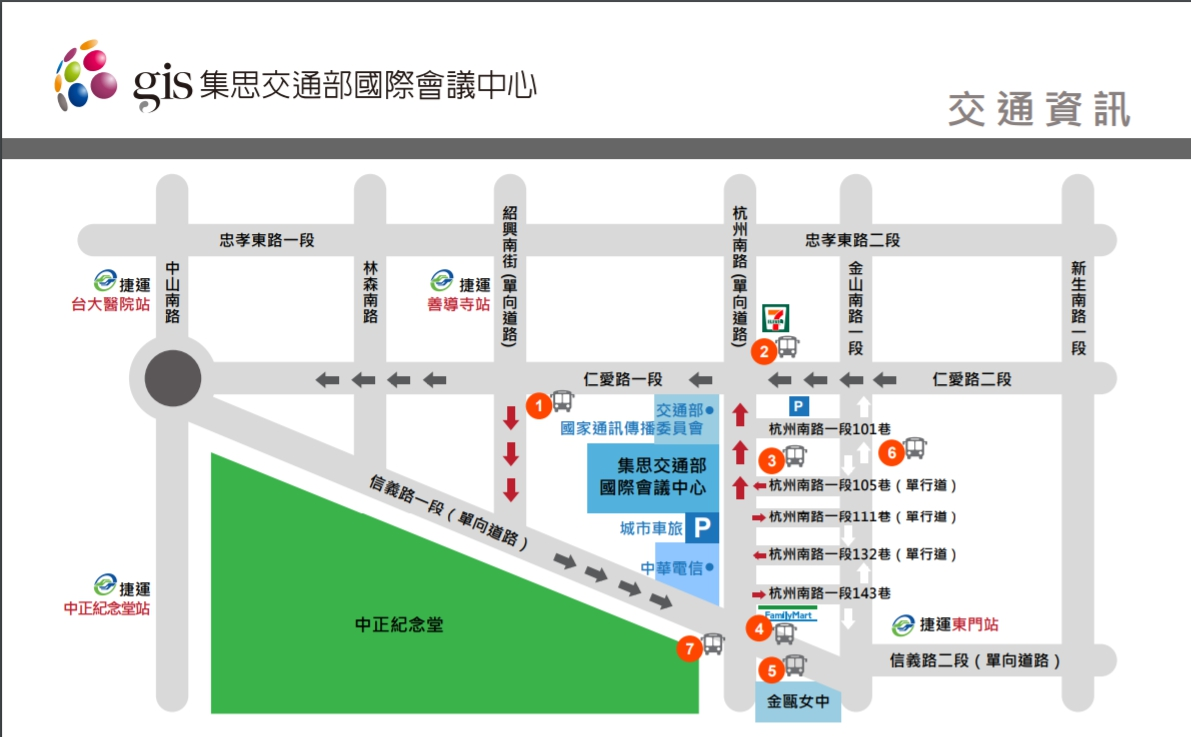 gis 集思交通部國際會議中心
交通資訊
忠孝東路一段
忠孝東路二段
中山南路
林森南路
紹興南街(單向道路)
杭州南路(單向道路)
金山南路一段
新生南路一段
捷運
台大醫院站
捷運
善導寺站
7
ELEVEN
2
仁愛路一段
仁愛路二段
1
交通部
國家通訊傳播委員會
P
杭州南路一段101巷
3
6
集思交通部
國際會議中心
杭州南路一段105巷(單行道)
信義路一段(單向道路)
城市車旅
P
杭州南路一段111巷(單行道)
中華電信
杭州南路一段132巷(單行道)
捷運
中正紀念堂站
杭州南路一段143巷
FamilyMart
中正紀念堂
4
捷運東門站
7
5
信義路二段(單向道路)
金甌女中